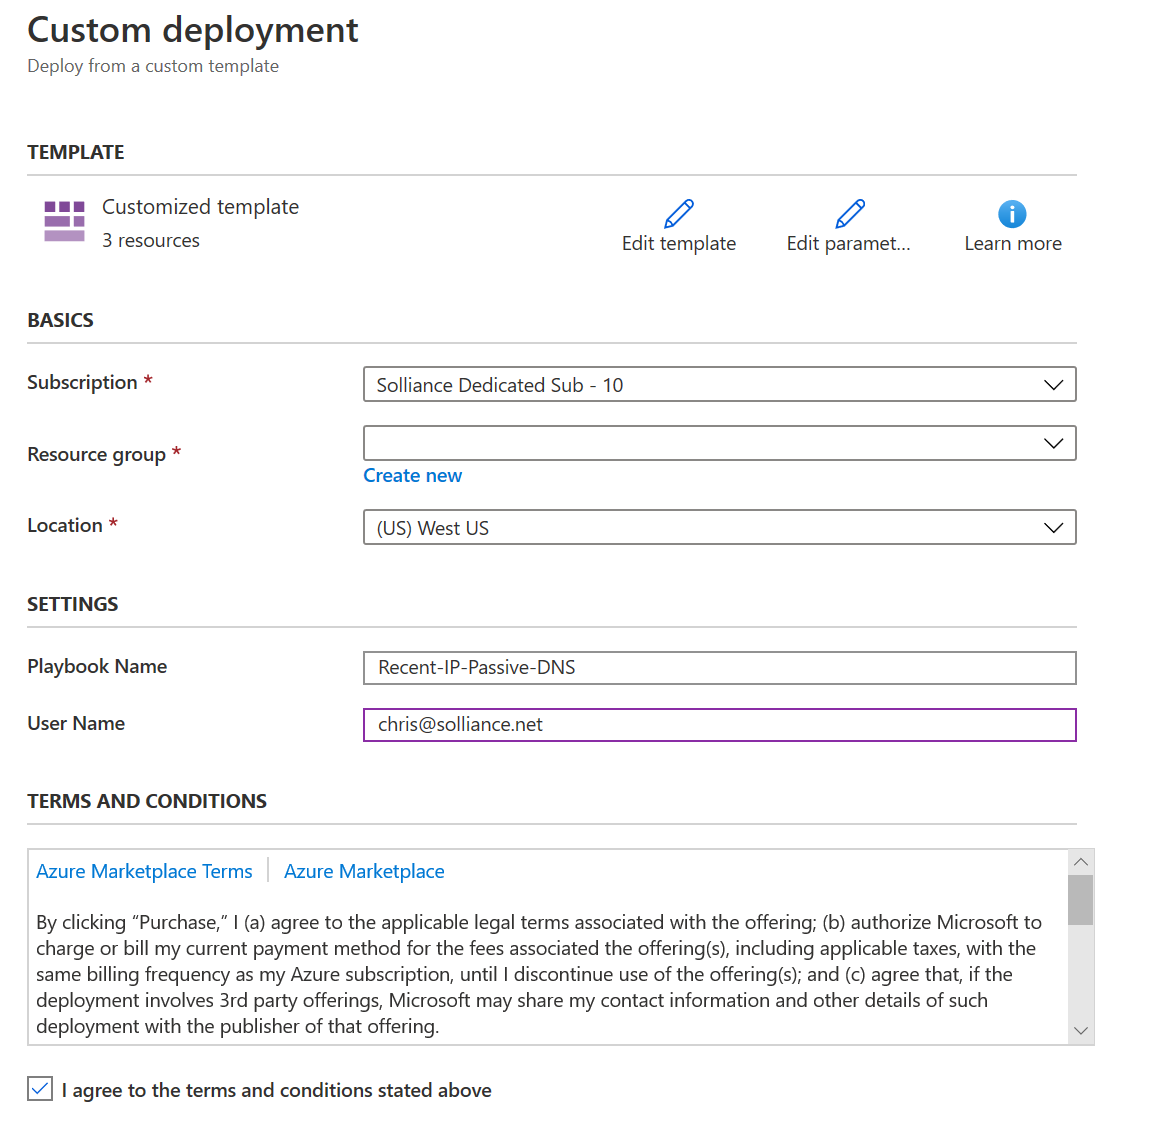 Custom deployment
Deploy from a custom template
TEMPLATE
Customized template
3 resources
Edit template
Edit paramet...
Learn more
BASICS
Subscription *
Solliance Dedicated Sub - 10
Resource group *
Create new
Location *
(US) West US
SETTINGS
Playbook Name
Recent-IP-Passive-DNS
User Name
chris@solliance.net
TERMS AND CONDITIONS
Azure Marketplace Terms
Azure Marketplace
By clicking “Purchase,” I (a) agree to the applicable legal terms associated with the offering; (b) authorize Microsoft to
charge or bill my current payment method for the fees associated the offering(s), including applicable taxes, with the
same billing frequency as my Azure subscription, until I discontinue use of the offering(s); and (c) agree that, if the
deployment involves 3rd party offerings, Microsoft may share my contact information and other details of such
deployment with the publisher of that offering.
I agree to the terms and conditions stated above